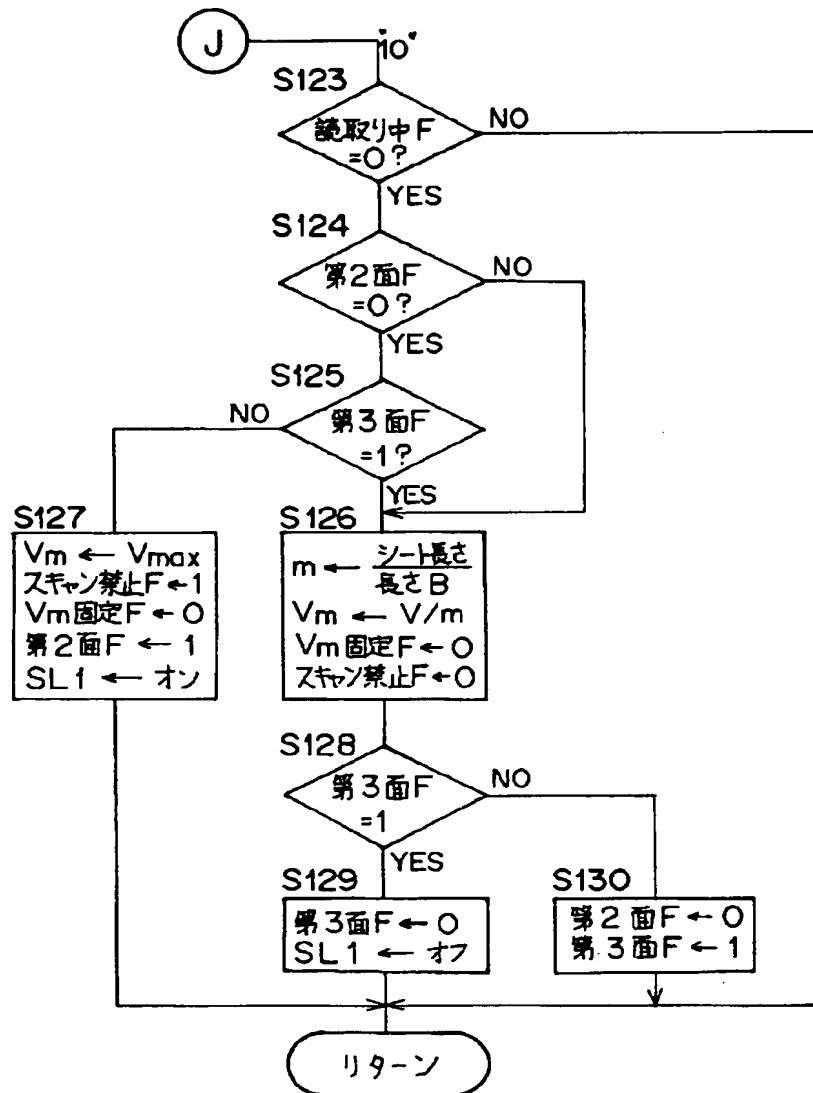 J
"10"
S123
読取り中F
=0?
NO
YES
S124
第2面F
=0?
NO
YES
S125
第3面F
=1?
NO
YES
S127
Vm ← Vmax
スキャン禁止F←1
Vm固定F←0
第2面F ← 1
SL1 ← オン
S126
m ← シート長さ
長さB
Vm ← V/m
Vm固定F←0
スキャン禁止F←0
S128
第3面F
=1
NO
YES
S129
第3面F←0
SL1 ←オフ
S130
第2面F←0
第3面F←1
リターン